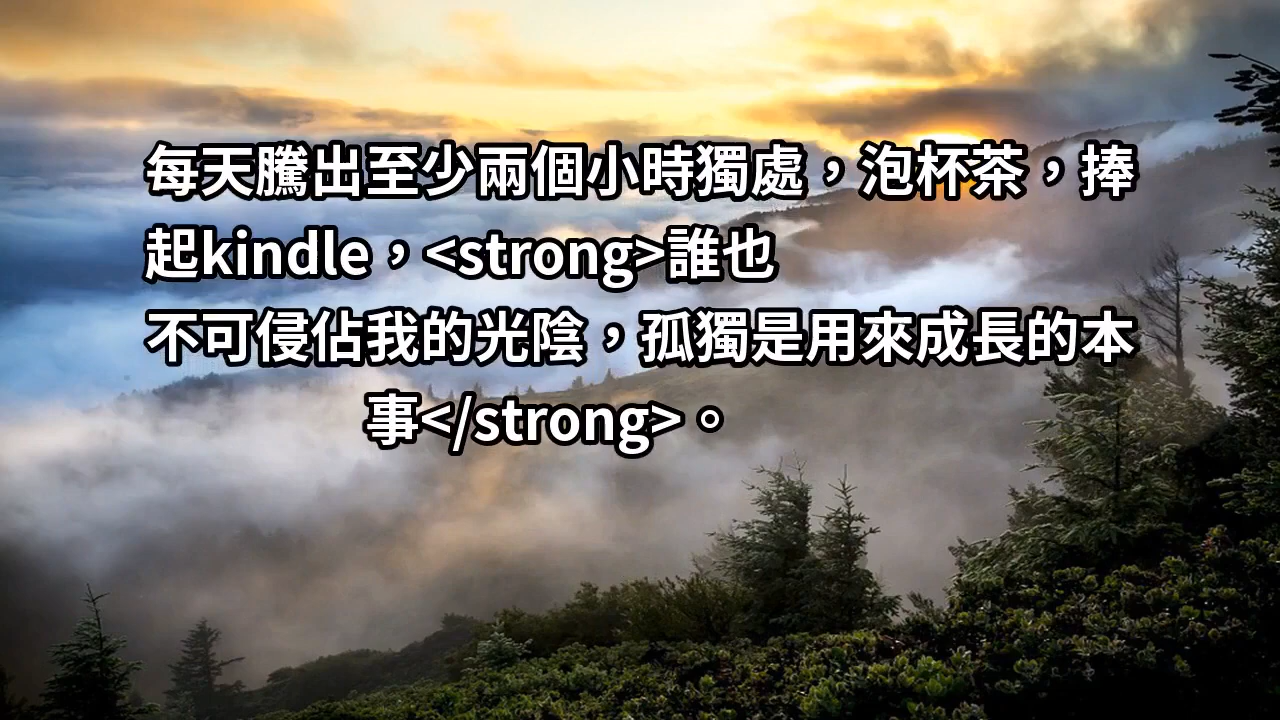 每天騰出至少兩個小時獨處，泡杯茶，捧
起kindle，<strong>誰也
不可侵佔我的光陰，孤獨是用來成長的本
事</strong>。